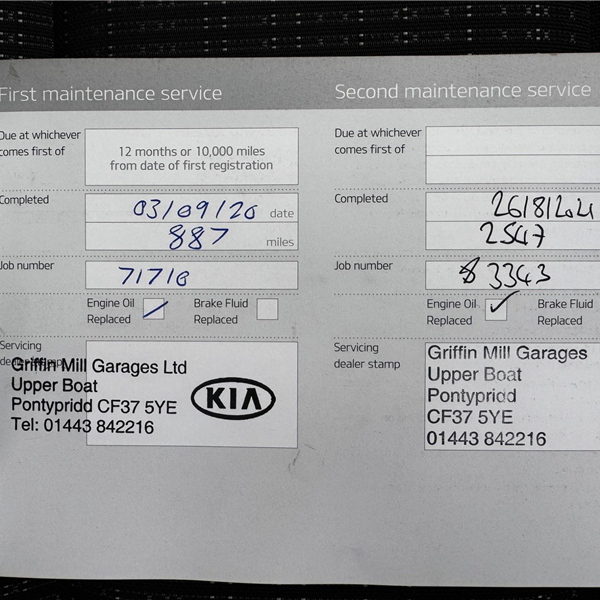 First maintenance service
Due at whichever
comes first of
12 months or 10,000 miles
from date of first registration
Completed
03/09/20 date
887 miles
Job number
71710
Engine Oil
Replaced
Brake Fluid
Replaced
Servicing
dealer stamp
Griffin Mill Garages Ltd
Upper Boat
Pontypridd CF37 5YE
Tel: 01443 842216
KIA
Second maintenance service
Due at whichever
comes first of
Completed
26/8/2021
2547
Job number
83343
Engine Oil
Replaced
Brake Fluid
Replaced
Servicing
dealer stamp
Griffin Mill Garages
Upper Boat
Pontypridd
CF37 5YE
01443 842216